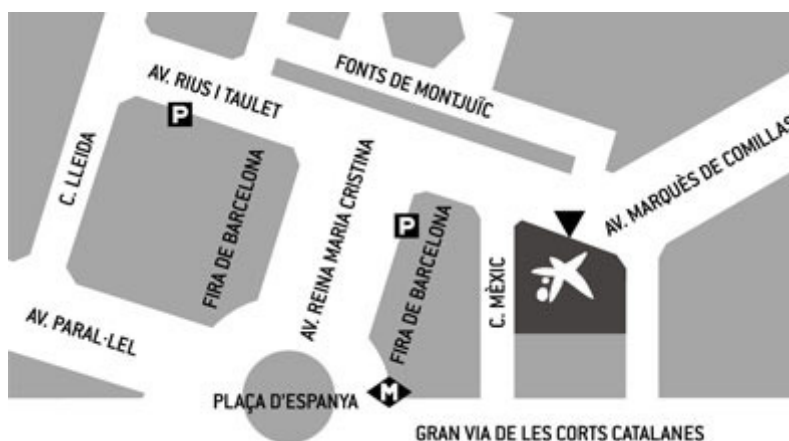 FONTS DE MONTJUÏC
AV. RIUS I TAULET
P
AV. MARQUÈS DE COMILLAS
C. LLEIDA
FIRA DE BARCELONA
AV. REINA MARIA CRISTINA
P
FIRA DE BARCELONA
C. MÈXIC
AV. PARAL·LEL
PLAÇA D'ESPANYA
M
GRAN VIA DE LES CORTS CATALANES